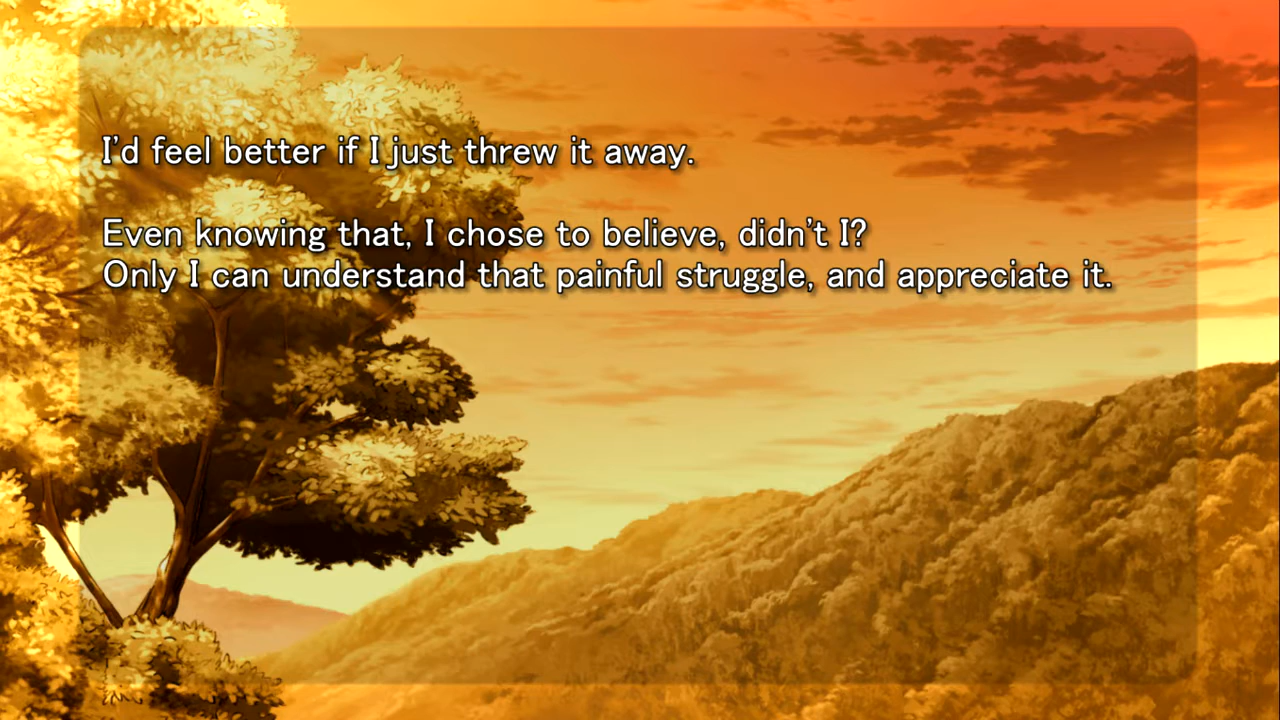 I’d feel better if I just threw it away.
Even knowing that, I chose to believe, didn’t I?
Only I can understand that painful struggle, and appreciate it.